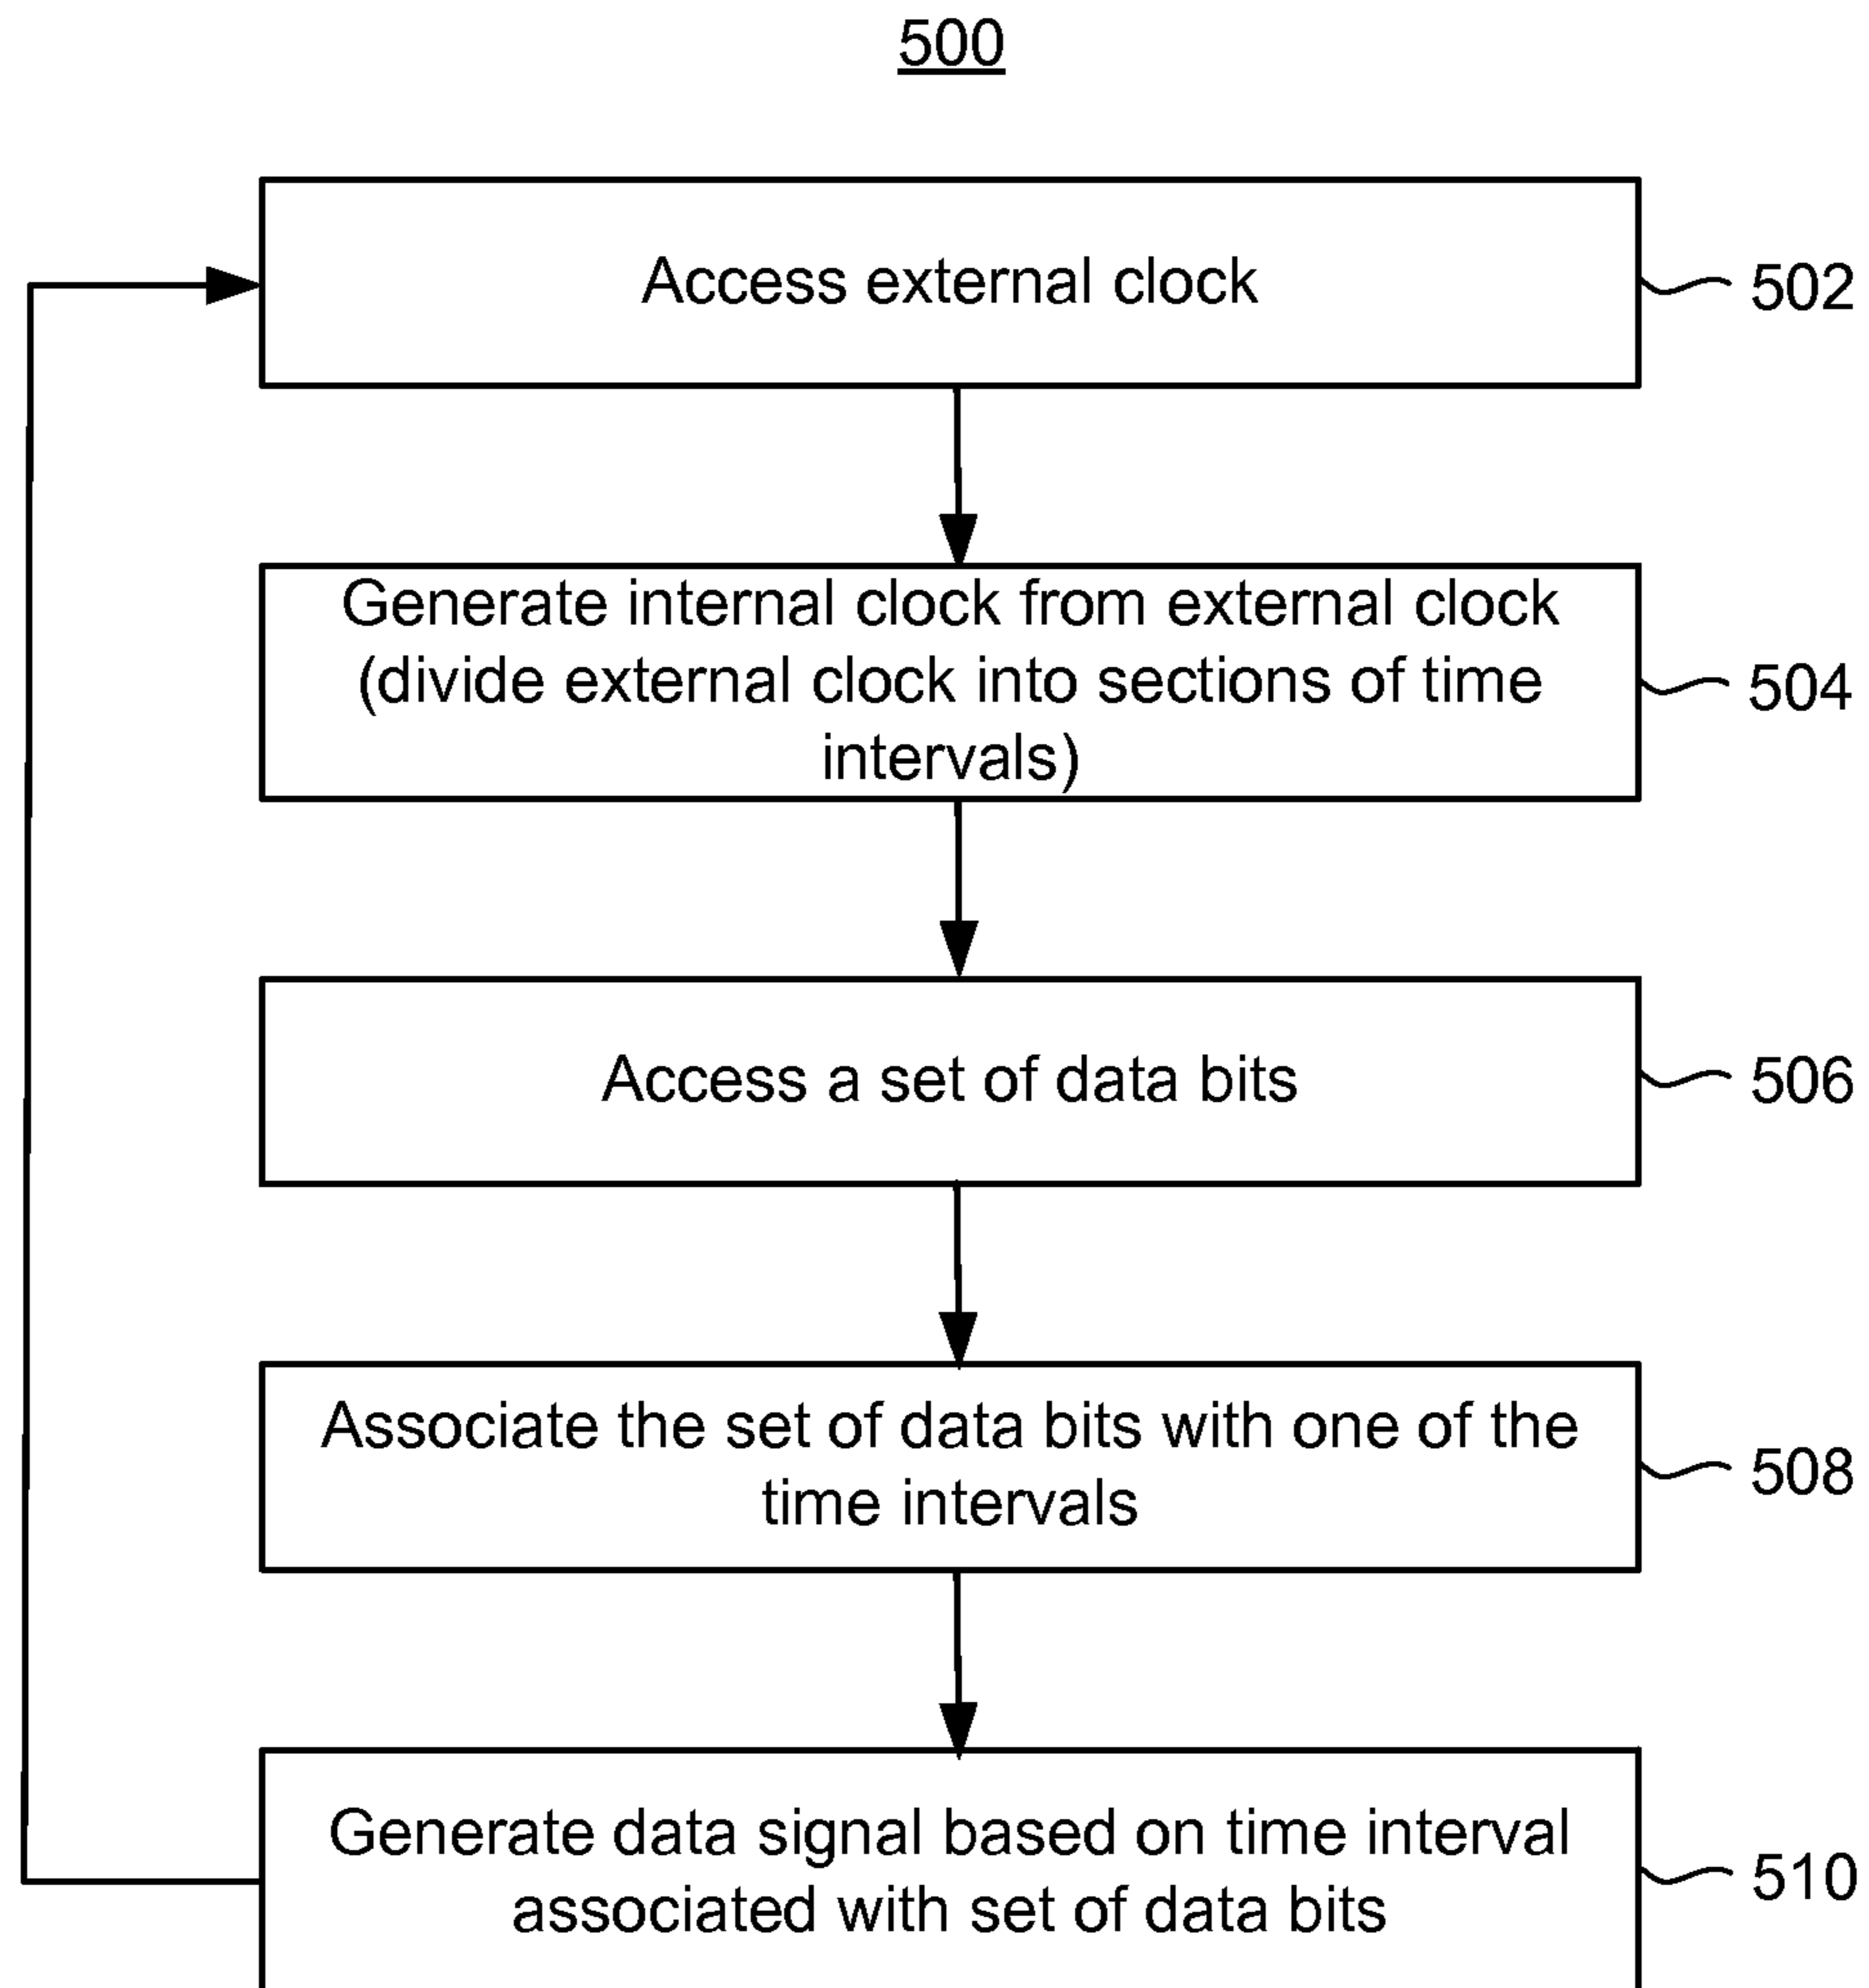 500
Access external clock
502
Generate internal clock from external clock
(divide external clock into sections of time
intervals)
504
Access a set of data bits
506
Associate the set of data bits with one of the
time intervals
508
Generate data signal based on time interval
associated with set of data bits
510